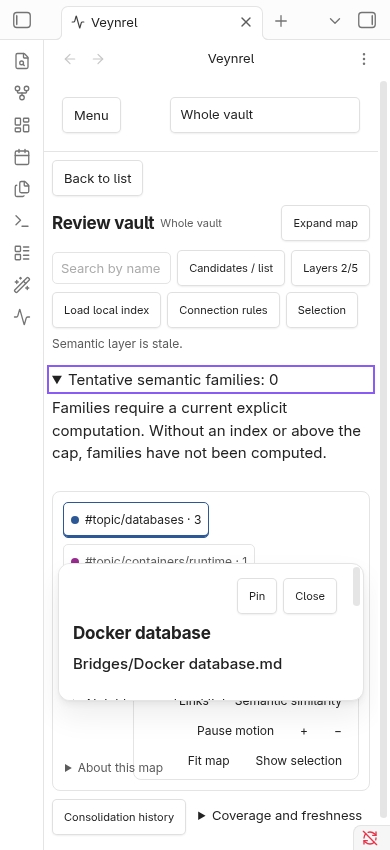 Veynrel
Veynrel
Menu
Whole vault
Back to list
Review vault Whole vault Expand map
Search by name Candidates / list Layers 2/5
Load local index Connection rules Selection
Semantic layer is stale.
▼ Tentative semantic families: 0
Families require a current explicit
computation. Without an index or above the
cap, families have not been computed.
#topic/databases · 3
#topic/containers/runtime · 1
Pin Close
Docker database
Bridges/Docker database.md
Links Semantic similarity
Pause motion + −
▶ About this map Fit map Show selection
Consolidation history ▶ Coverage and freshness